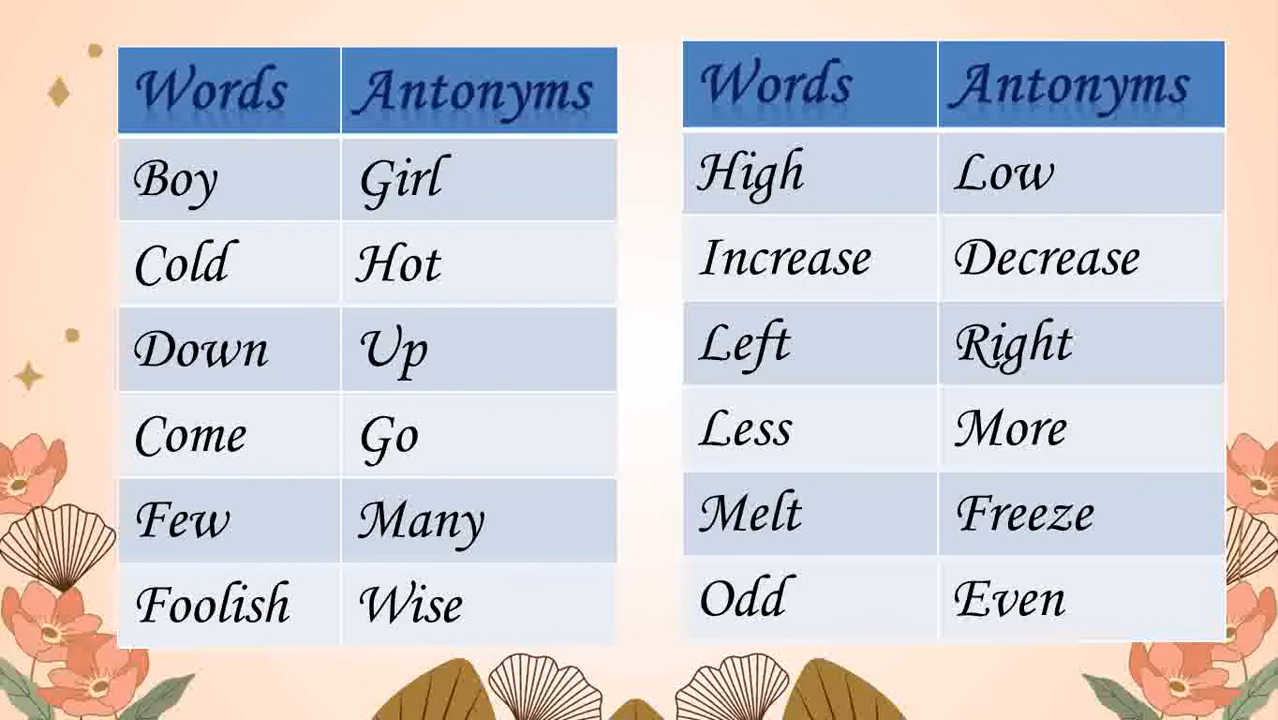 Words Antonyms
Boy Girl
Cold Hot
Down Up
Come Go
Few Many
Foolish Wise
Words Antonyms
High Low
Increase Decrease
Left Right
Less More
Melt Freeze
Odd Even